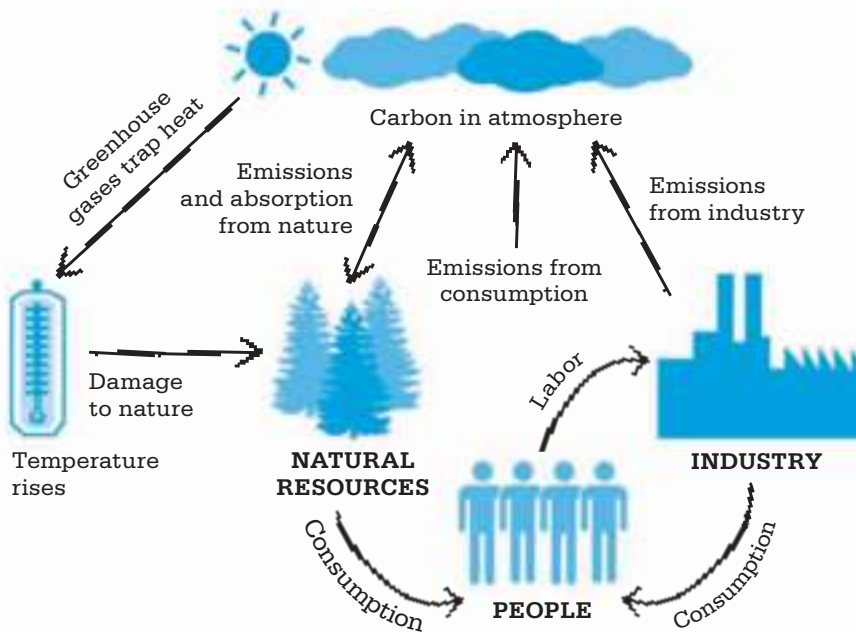 Carbon in atmosphere
Greenhouse
gases trap heat
Emissions
and absorption
from nature
Emissions from
consumption
Emissions
from industry
Damage
to nature
Temperature
rises
NATURAL
RESOURCES
Labor
INDUSTRY
Consumption
PEOPLE
Consumption